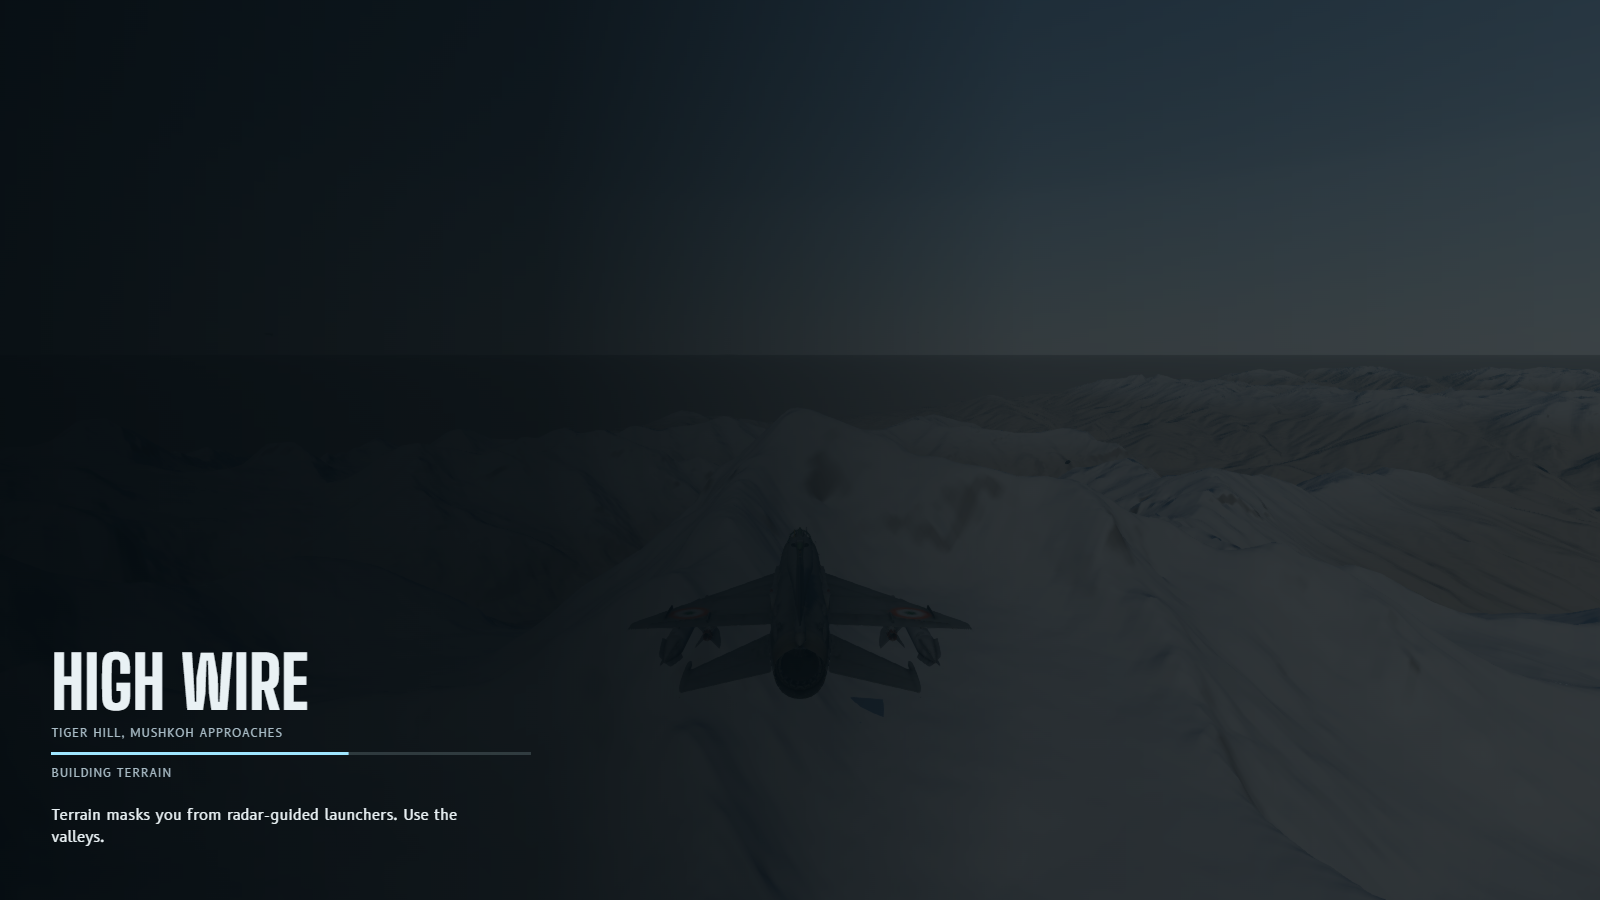 HIGH WIRE
TIGER HILL, MUSHKOH APPROACHES
BUILDING TERRAIN
Terrain masks you from radar-guided launchers. Use the
valleys.